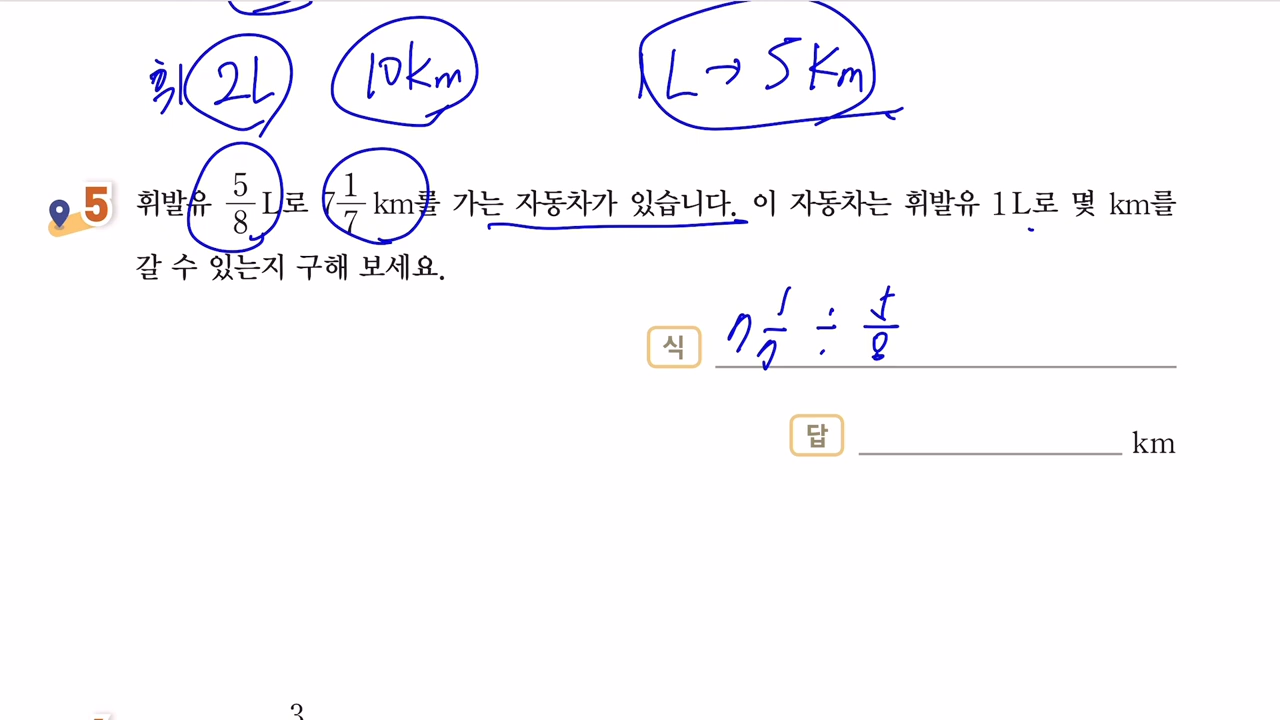 휘 2L 10Km 1L → 5Km
5 휘발유 5/8 L로 7 1/7 km를 가는 자동차가 있습니다. 이 자동차는 휘발유 1 L로 몇 km를
갈 수 있는지 구해 보세요.
식 7 1/7 ÷ 5/8
답 km
3